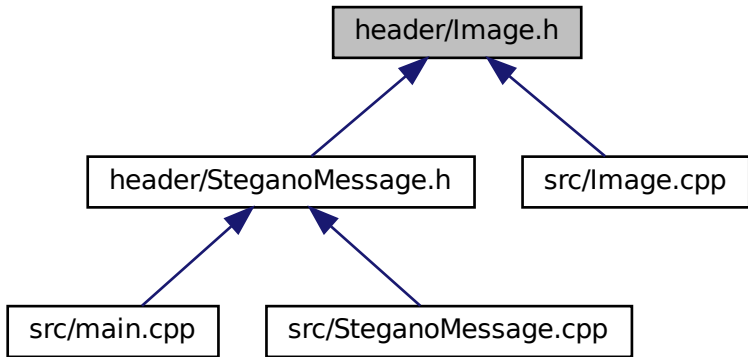 header/Image.h
header/SteganoMessage.h
src/Image.cpp
src/main.cpp
src/SteganoMessage.cpp